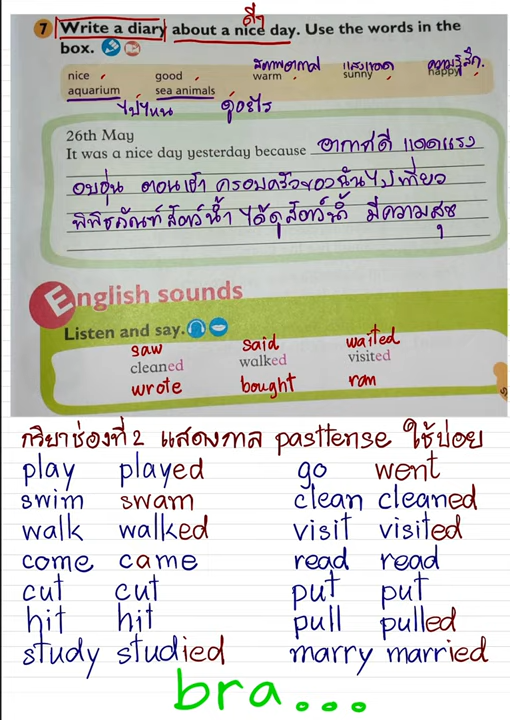 ดีๆ
7 Write a diary about a nice day. Use the words in the
box.
สภาพอากาศ แสงแดด ความรู้สึก
nice good warm sunny happy
aquarium sea animals
ไปไหน ดูอะไร
26th May
It was a nice day yesterday because อากาศดี แดดแรง
อบอุ่น ตอนเช้า ครอบครัวของฉันไปเที่ยว
พิพิธภัณฑ์สัตว์น้ำ ได้ดูสัตว์น้ำ มีความสุข
English sounds
Listen and say.
saw said waited
cleaned walked visited
wrote bought ran
กริยาช่องที่ 2 แสดงกาล pasttense ใช้บ่อย
play played go went
swim swam clean cleaned
walk walked visit visited
come came read read
cut cut put put
hit hit pull pulled
study studied marry married
bra...